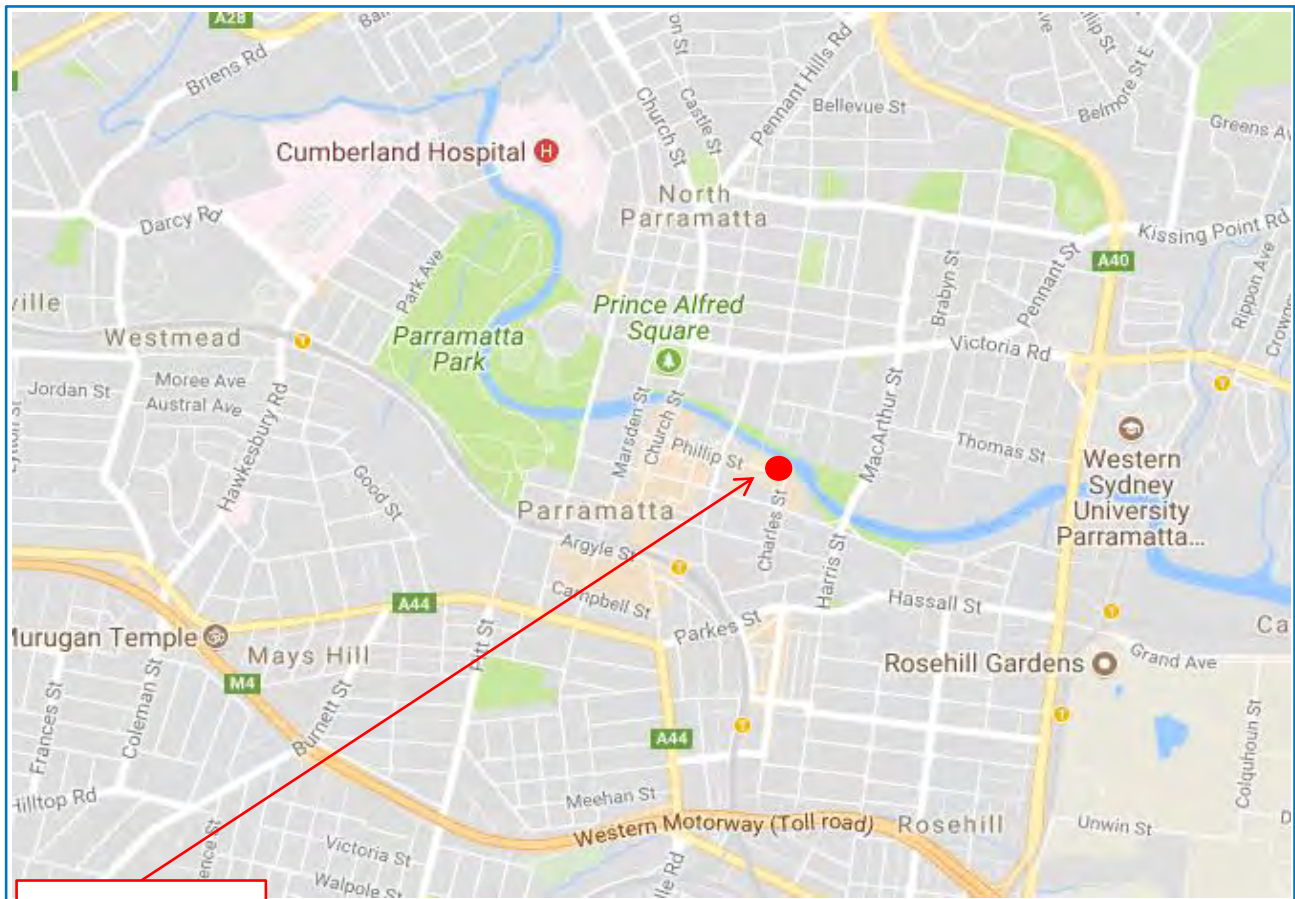 A28
Briens Rd
Church St
Castle St
Pennant Hills Rd
Bellevue St
Belmore St E
Cumberland Hospital
H
North
Parramatta
Darcy Rd
Kissing Point Rd
A40
Park Ave
Brabyn St
Pennant St
Rippon Ave
Prince Alfred
Square
Westmead
Parramatta
Park
Victoria Rd
Jordan St
Moree Ave
Austral Ave
Hawkesbury Rd
Good St
Marsden St
Church St
Phillip St
MacArthur St
Thomas St
Western
Sydney
University
Parramatta...
Parramatta
Argyle St
Charles St
Harris St
Campbell St
A44
Hassall St
Parkes St
Pitt St
Murugan Temple
Mays Hill
Rosehill Gardens
Grand Ave
M4
Frances St
Coleman St
Burnett St
A44
Colquhoun St
Hilltop Rd
Meehan St
Western Motorway (Toll road)
Rosehill
Unwin St
Victoria St
Walpole St